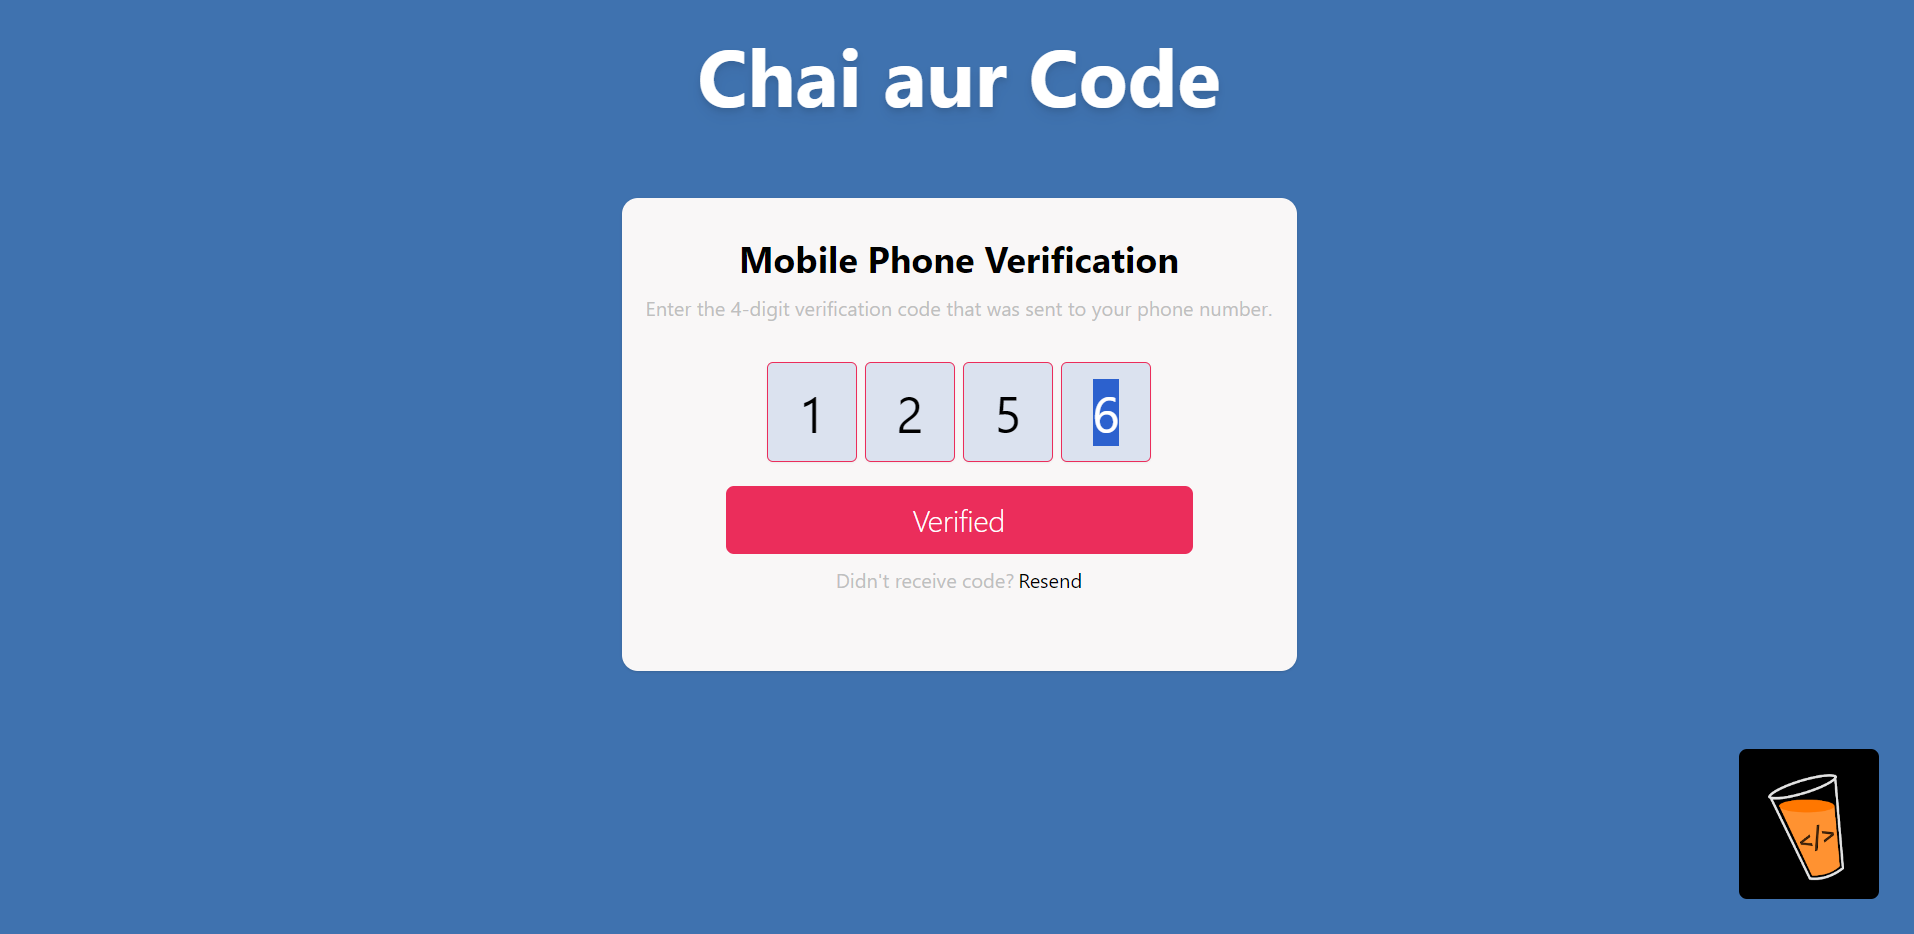 Chai aur Code
Mobile Phone Verification
Enter the 4-digit verification code that was sent to your phone number.
1 2 5 6
Verified
Didn't receive code? Resend
</>